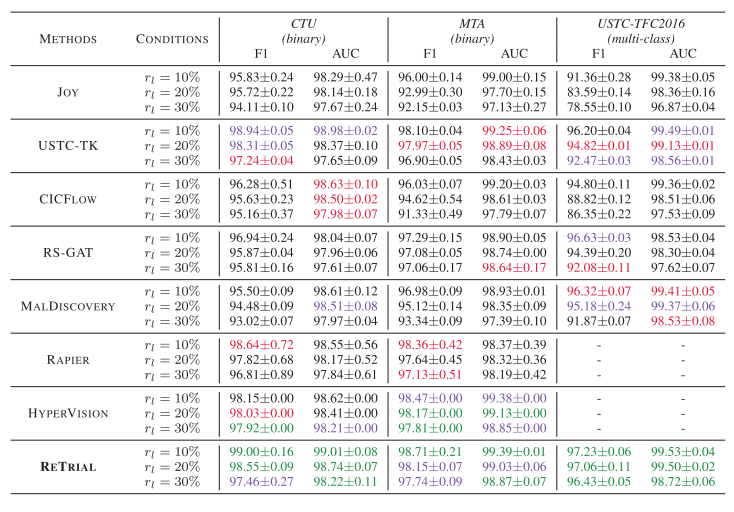 METHODS CONDITIONS CTU (binary) MTA (binary) USTC-TFC2016 (multi-class)
F1 AUC F1 AUC F1 AUC
r_l = 10% 95.83±0.24 98.29±0.47 96.00±0.14 99.00±0.15 91.36±0.28 99.38±0.05
JOY r_l = 20% 95.72±0.22 98.14±0.18 92.99±0.30 97.70±0.15 83.59±0.14 98.36±0.16
r_l = 30% 94.11±0.10 97.67±0.24 92.15±0.03 97.13±0.27 78.55±0.10 96.87±0.04
r_l = 10% 98.94±0.05 98.98±0.02 98.10±0.04 99.25±0.06 96.20±0.04 99.49±0.01
USTC-TK r_l = 20% 98.31±0.05 98.37±0.10 97.97±0.05 98.89±0.08 94.82±0.01 99.13±0.01
r_l = 30% 97.24±0.04 97.65±0.09 96.90±0.05 98.43±0.03 92.47±0.03 98.56±0.01
r_l = 10% 96.28±0.51 98.63±0.10 96.03±0.07 99.20±0.03 94.80±0.11 99.36±0.02
CICFLOW r_l = 20% 95.63±0.23 98.50±0.02 94.62±0.54 98.61±0.03 88.82±0.12 98.51±0.06
r_l = 30% 95.16±0.37 97.98±0.07 91.33±0.49 97.79±0.07 86.35±0.22 97.53±0.09
r_l = 10% 96.94±0.24 98.04±0.07 97.29±0.15 98.90±0.05 96.63±0.03 98.53±0.04
RS-GAT r_l = 20% 95.87±0.04 97.96±0.06 97.08±0.05 98.74±0.00 94.39±0.20 98.30±0.04
r_l = 30% 95.81±0.16 97.61±0.07 97.06±0.17 98.64±0.17 92.08±0.11 97.62±0.07
r_l = 10% 95.50±0.09 98.61±0.12 96.98±0.09 98.93±0.01 96.32±0.07 99.41±0.05
MALDISCOVERY r_l = 20% 94.48±0.09 98.51±0.08 95.12±0.14 98.35±0.09 95.18±0.24 99.37±0.06
r_l = 30% 93.02±0.07 97.97±0.04 93.34±0.09 97.39±0.10 91.87±0.07 98.53±0.08
r_l = 10% 98.64±0.72 98.55±0.56 98.36±0.42 98.37±0.39 - -
RAPIER r_l = 20% 97.82±0.68 98.17±0.52 97.64±0.45 98.32±0.36 - -
r_l = 30% 96.81±0.89 97.84±0.61 97.13±0.51 98.19±0.42 - -
r_l = 10% 98.15±0.00 98.62±0.00 98.47±0.00 99.38±0.00 - -
HYPERVISION r_l = 20% 98.03±0.00 98.41±0.00 98.17±0.00 99.13±0.00 - -
r_l = 30% 97.92±0.00 98.21±0.00 97.81±0.00 98.85±0.00 - -
r_l = 10% 99.00±0.16 99.01±0.08 98.71±0.21 99.39±0.01 97.23±0.06 99.53±0.04
RETRIAL r_l = 20% 98.55±0.09 98.74±0.07 98.15±0.07 99.03±0.06 97.06±0.11 99.50±0.02
r_l = 30% 97.46±0.27 98.22±0.11 97.74±0.09 98.87±0.07 96.43±0.05 98.72±0.06